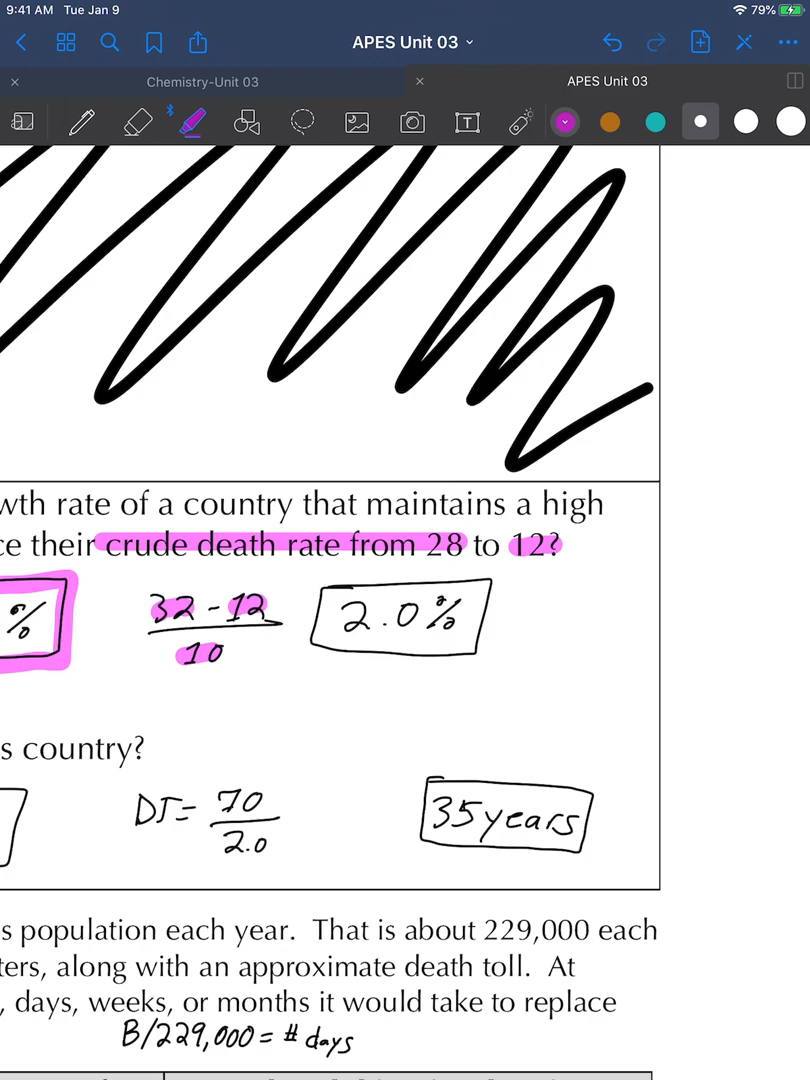 9:41 AM Tue Jan 9
79%
APES Unit 03
Chemistry-Unit 03
APES Unit 03
wth rate of a country that maintains a high
ce their crude death rate from 28 to 12?
%
32 - 12
10
2.0%
s country?
DT= 70
2.0
35 years
s population each year. That is about 229,000 each
ters, along with an approximate death toll. At
, days, weeks, or months it would take to replace
B/229,000 = # days